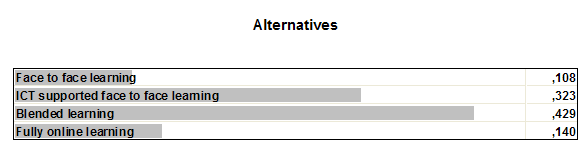 Alternatives
Face to face learning ,108
ICT supported face to face learning ,323
Blended learning ,429
Fully online learning ,140